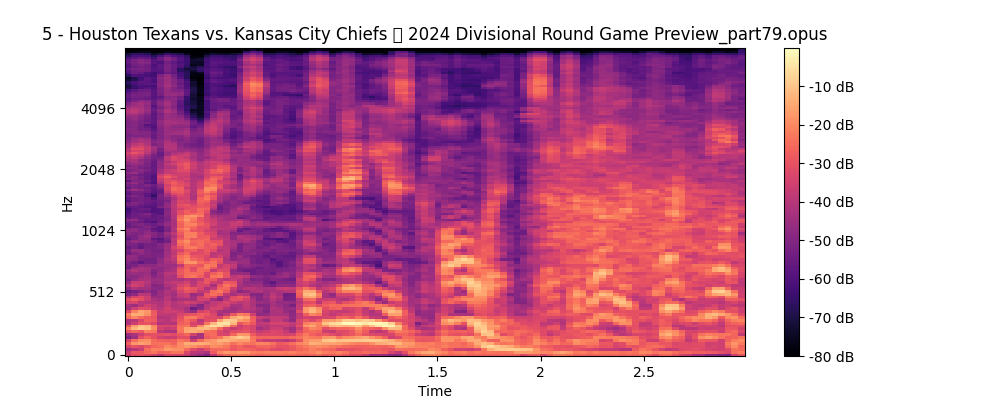 5 - Houston Texans vs. Kansas City Chiefs ▯ 2024 Divisional Round Game Preview_part79.opus
Hz
4096
2048
1024
512
0
0 0.5 1 1.5 2 2.5
Time
-10 dB
-20 dB
-30 dB
-40 dB
-50 dB
-60 dB
-70 dB
-80 dB